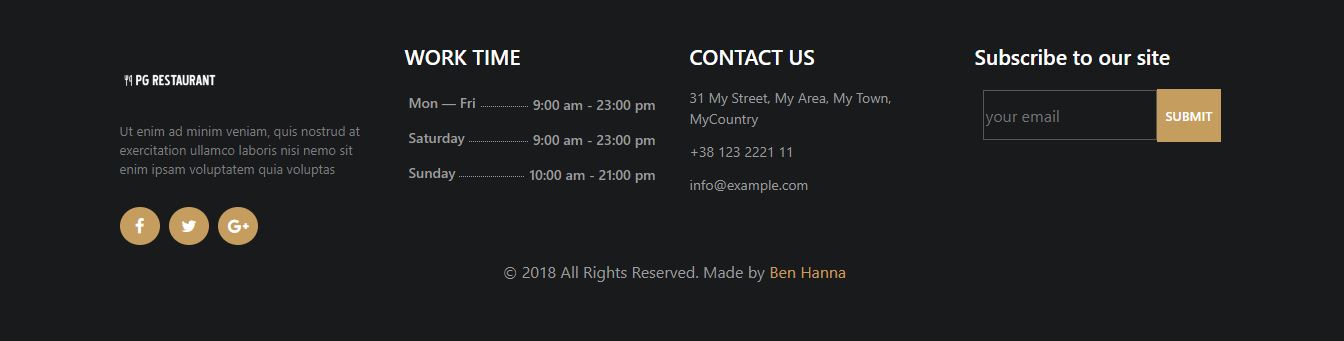 PG RESTAURANT
Ut enim ad minim veniam, quis nostrud at
exercitation ullamco laboris nisi nemo sit
enim ipsam voluptatem quia voluptas
WORK TIME
Mon — Fri 9:00 am - 23:00 pm
Saturday 9:00 am - 23:00 pm
Sunday 10:00 am - 21:00 pm
CONTACT US
31 My Street, My Area, My Town,
MyCountry
+38 123 2221 11
info@example.com
Subscribe to our site
your email
SUBMIT
© 2018 All Rights Reserved. Made by Ben Hanna